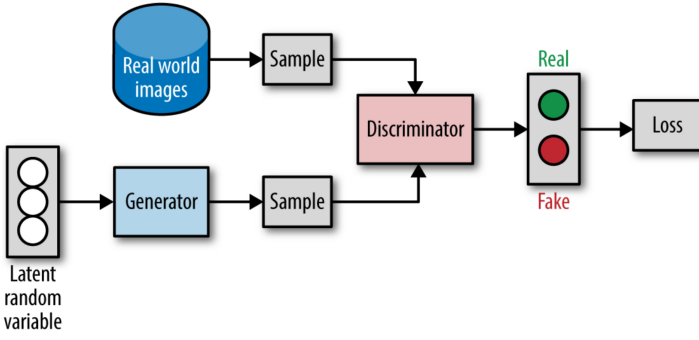 Real world
images
Sample
Real
Discriminator
Loss
Fake
Generator
Sample
Latent
random
variable